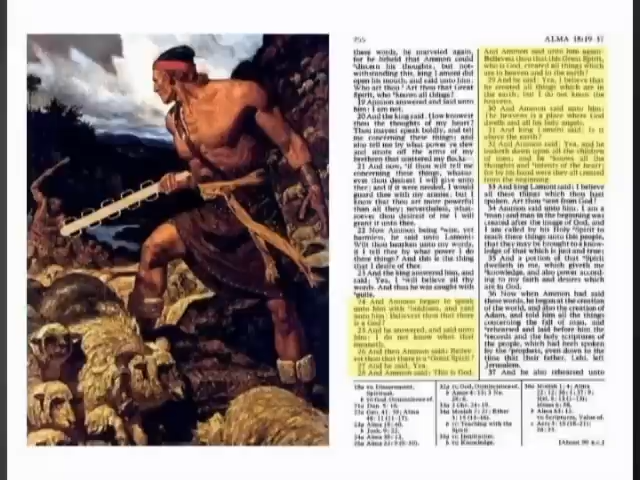 ALMA 18:19–37
these words, he marveled again,
for he beheld that Ammon could
discern his thoughts; but not-
withstanding this, king Lamoni did
open his mouth, and said unto him:
Who art thou? Art thou that Great
Spirit, who knows all things?
19 Ammon answered and said unto
him: I am not.
20 And the king said: How knowest
thou the thoughts of my heart?
Thou mayest speak boldly, and tell
me concerning these things; and
also tell me by what power ye slew
and smote off the arms of my
brethren that scattered my flocks—
21 And now, if thou wilt tell me
concerning these things, whatso-
ever thou desirest I will give unto
thee; and if it were needed, I would
guard thee with my armies; but I
know that thou art more powerful
than all they; nevertheless, what-
soever thou desirest of me I will
grant it unto thee.
22 Now Ammon being wise, yet
harmless, he said unto Lamoni:
Wilt thou hearken unto my words,
if I tell thee by what power I do
these things? And this is the thing
that I desire of thee.
23 And the king answered him, and
said: Yea, I will believe all thy
words. And thus he was caught with
guile.
24 And Ammon began to speak
unto him with boldness, and said
unto him: Believest thou that there
is a God?
25 And he answered, and said unto
him: I do not know what that
meaneth.
26 And then Ammon said: Believ-
est thou that there is a Great Spirit?
27 And he said, Yea.
28 And Ammon said: This is God.
And Ammon said unto him again:
Believest thou that this Great Spirit,
who is God, created all things which
are in heaven and in the earth?
29 And he said: Yea, I believe that
he created all things which are in
the earth; but I do not know the
heavens.
30 And Ammon said unto him:
The heavens is a place where God
dwells and all his holy angels.
31 And king Lamoni said: Is it
above the earth?
32 And Ammon said: Yea, and he
looketh down upon all the children
of men; and he knows all the
thoughts and intents of the heart;
for by his hand were they all created
from the beginning.
33 And king Lamoni said: I believe
all these things which thou hast
spoken. Art thou sent from God?
34 Ammon said unto him: I am a
man; and man in the beginning was
created after the image of God, and
I am called by his Holy Spirit to
teach these things unto this people,
that they may be brought to a know-
ledge of that which is just and true;
35 And a portion of that Spirit
dwelleth in me, which giveth me
knowledge, and also power accord-
ing to my faith and desires which
are in God.
36 Now when Ammon had said
these words, he began at the creation
of the world, and also the creation of
Adam, and told him all the things
concerning the fall of man, and
rehearsed and laid before him the
records and the holy scriptures of
the people, which had been spoken
by the prophets, even down to the
time that their father, Lehi, left
Jerusalem.
37 And he also rehearsed unto
[About 90 B.C.]